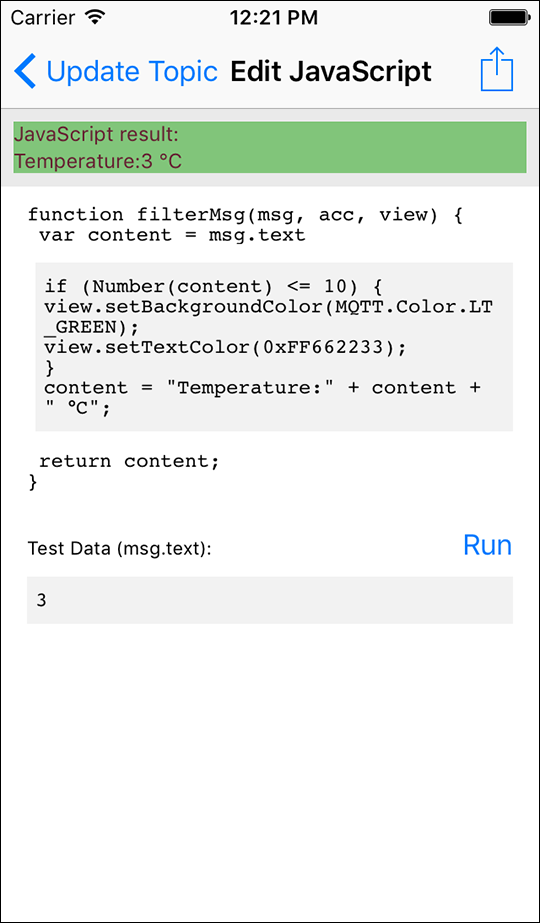 Carrier 12:21 PM
Update Topic Edit JavaScript
JavaScript result:
Temperature:3 °C
function filterMsg(msg, acc, view) {
var content = msg.text
if (Number(content) <= 10) {
view.setBackgroundColor(MQTT.Color.LT
_GREEN);
view.setTextColor(0xFF662233);
}
content = "Temperature:" + content +
" °C";
return content;
}
Test Data (msg.text): Run
3